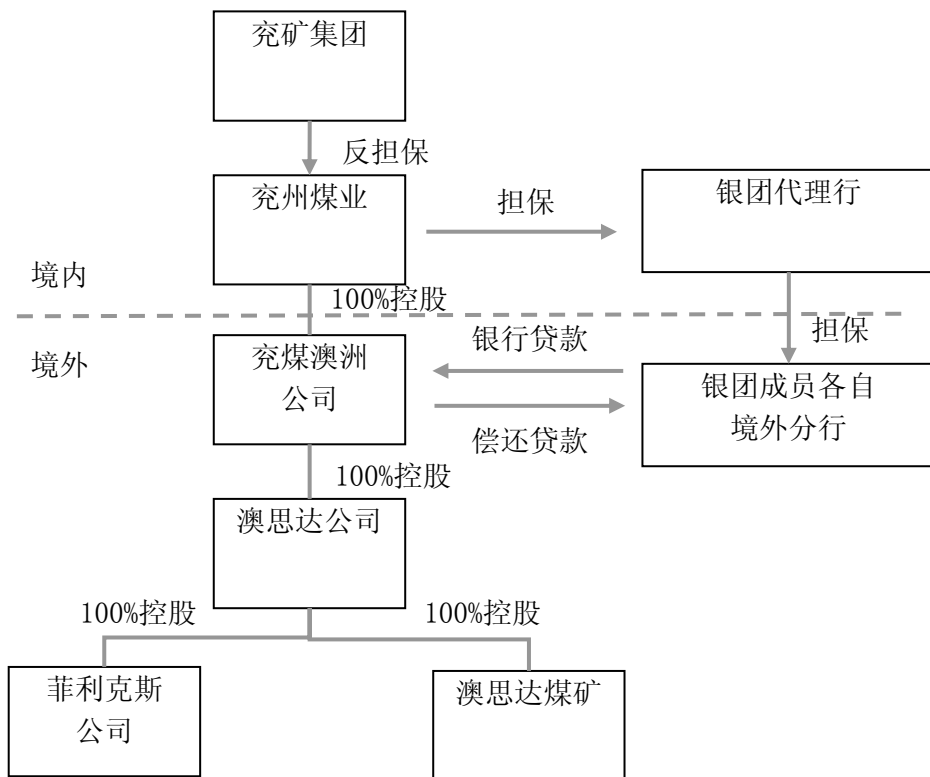 兖矿集团
反担保
兖州煤业
担保
银团代理行
境内
100%控股
境外
兖煤澳洲
公司
银行贷款
担保
银团成员各自
境外分行
偿还贷款
100%控股
澳思达公司
100%控股
100%控股
菲利克斯
公司
澳思达煤矿